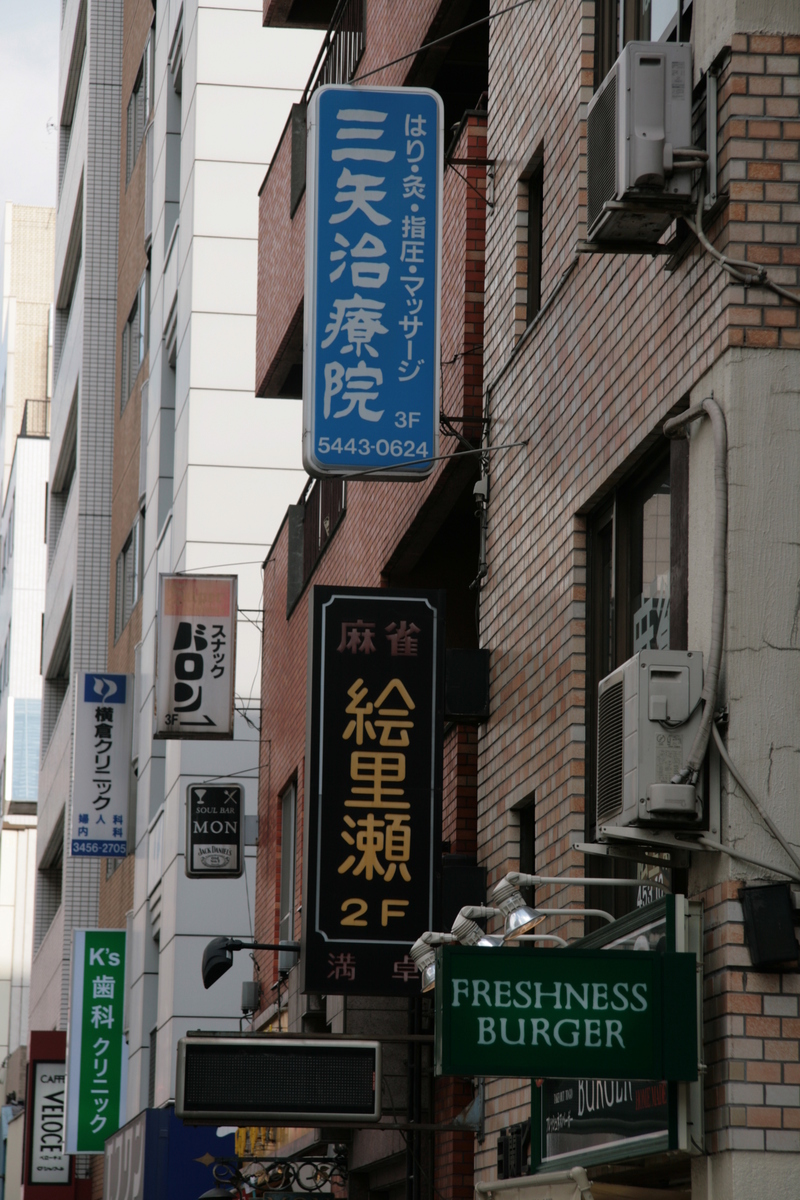 はり・灸・指圧・マッサージ
三矢治療院
3F
5443-0624
スナック
バロン
3F
横倉クリニック
婦人科
内科
3456-2705
SOUL BAR
MON
JACK DANIEL'S
麻雀
絵里瀬
2F
満 卓
K's
歯科クリニック
FRESHNESS
BURGER
BURGER
CAFFÈ
VELOCE